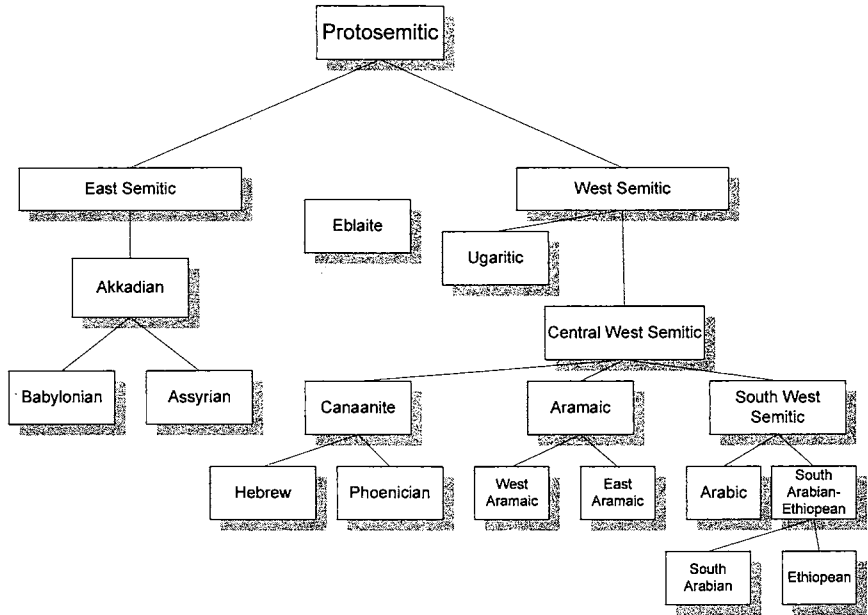 Protosemitic
East Semitic
West Semitic
Eblaite
Ugaritic
Akkadian
Central West Semitic
Babylonian
Assyrian
Canaanite
Aramaic
South West
Semitic
Hebrew
Phoenician
West
Aramaic
East
Aramaic
Arabic
South
Arabian-
Ethiopean
South
Arabian
Ethiopean